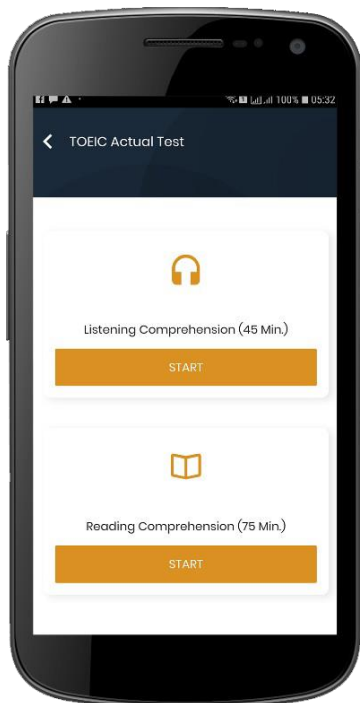 100% 05:32
TOEIC Actual Test
Listening Comprehension (45 Min.)
START
Reading Comprehension (75 Min.)
START